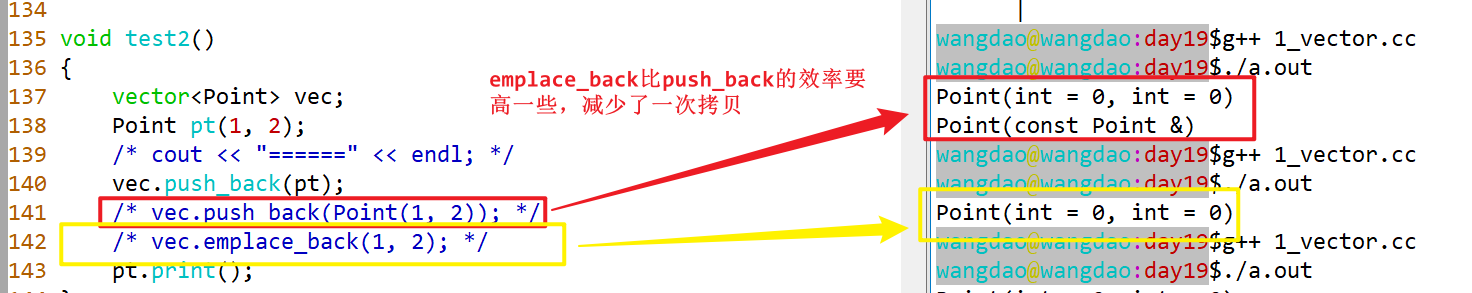 134
135 void test2()
136 {
137     vector<Point> vec;
138     Point pt(1, 2);
139     /* cout << "======" << endl; */
140     vec.push_back(pt);
141     /* vec.push_back(Point(1, 2)); */
142     /* vec.emplace_back(1, 2); */
143     pt.print();
emplace_back比push_back的效率要
高一些，减少了一次拷贝
wangdao@wangdao:day19$g++ 1_vector.cc
wangdao@wangdao:day19$./a.out
Point(int = 0, int = 0)
Point(const Point &)
wangdao@wangdao:day19$g++ 1_vector.cc
wangdao@wangdao:day19$./a.out
Point(int = 0, int = 0)
wangdao@wangdao:day19$g++ 1_vector.cc
wangdao@wangdao:day19$./a.out